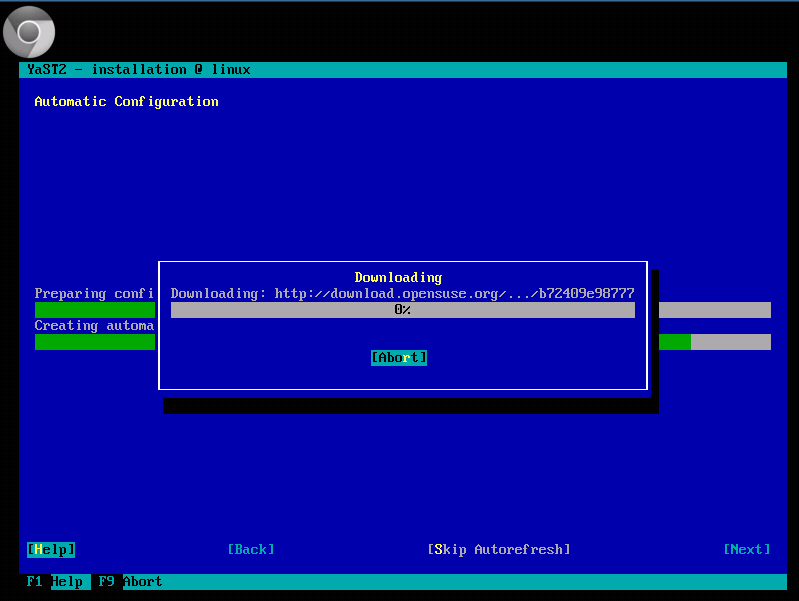 YaST2 - installation @ linux
Automatic Configuration
Downloading
Preparing confi
Downloading: http://download.opensuse.org/.../b72409e98777
0%
Creating automa
[Abort]
[Help] [Back] [Skip Autorefresh] [Next]
F1 Help F9 Abort